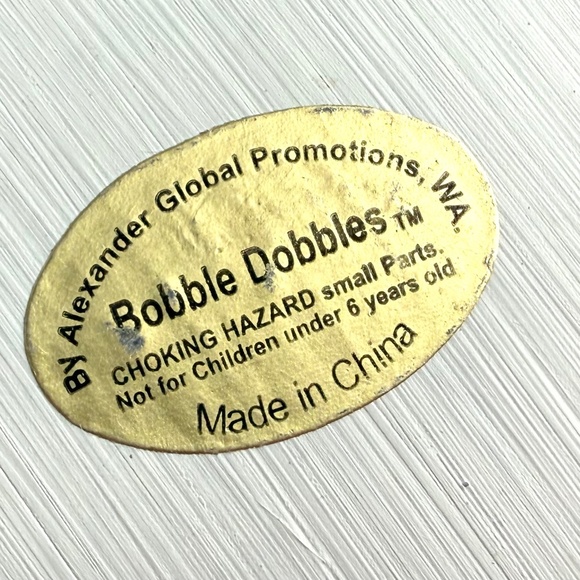 By Alexander Global Promotions, WA.
Bobble Dobbles TM
CHOKING HAZARD small Parts.
Not for Children under 6 years old
Made in China